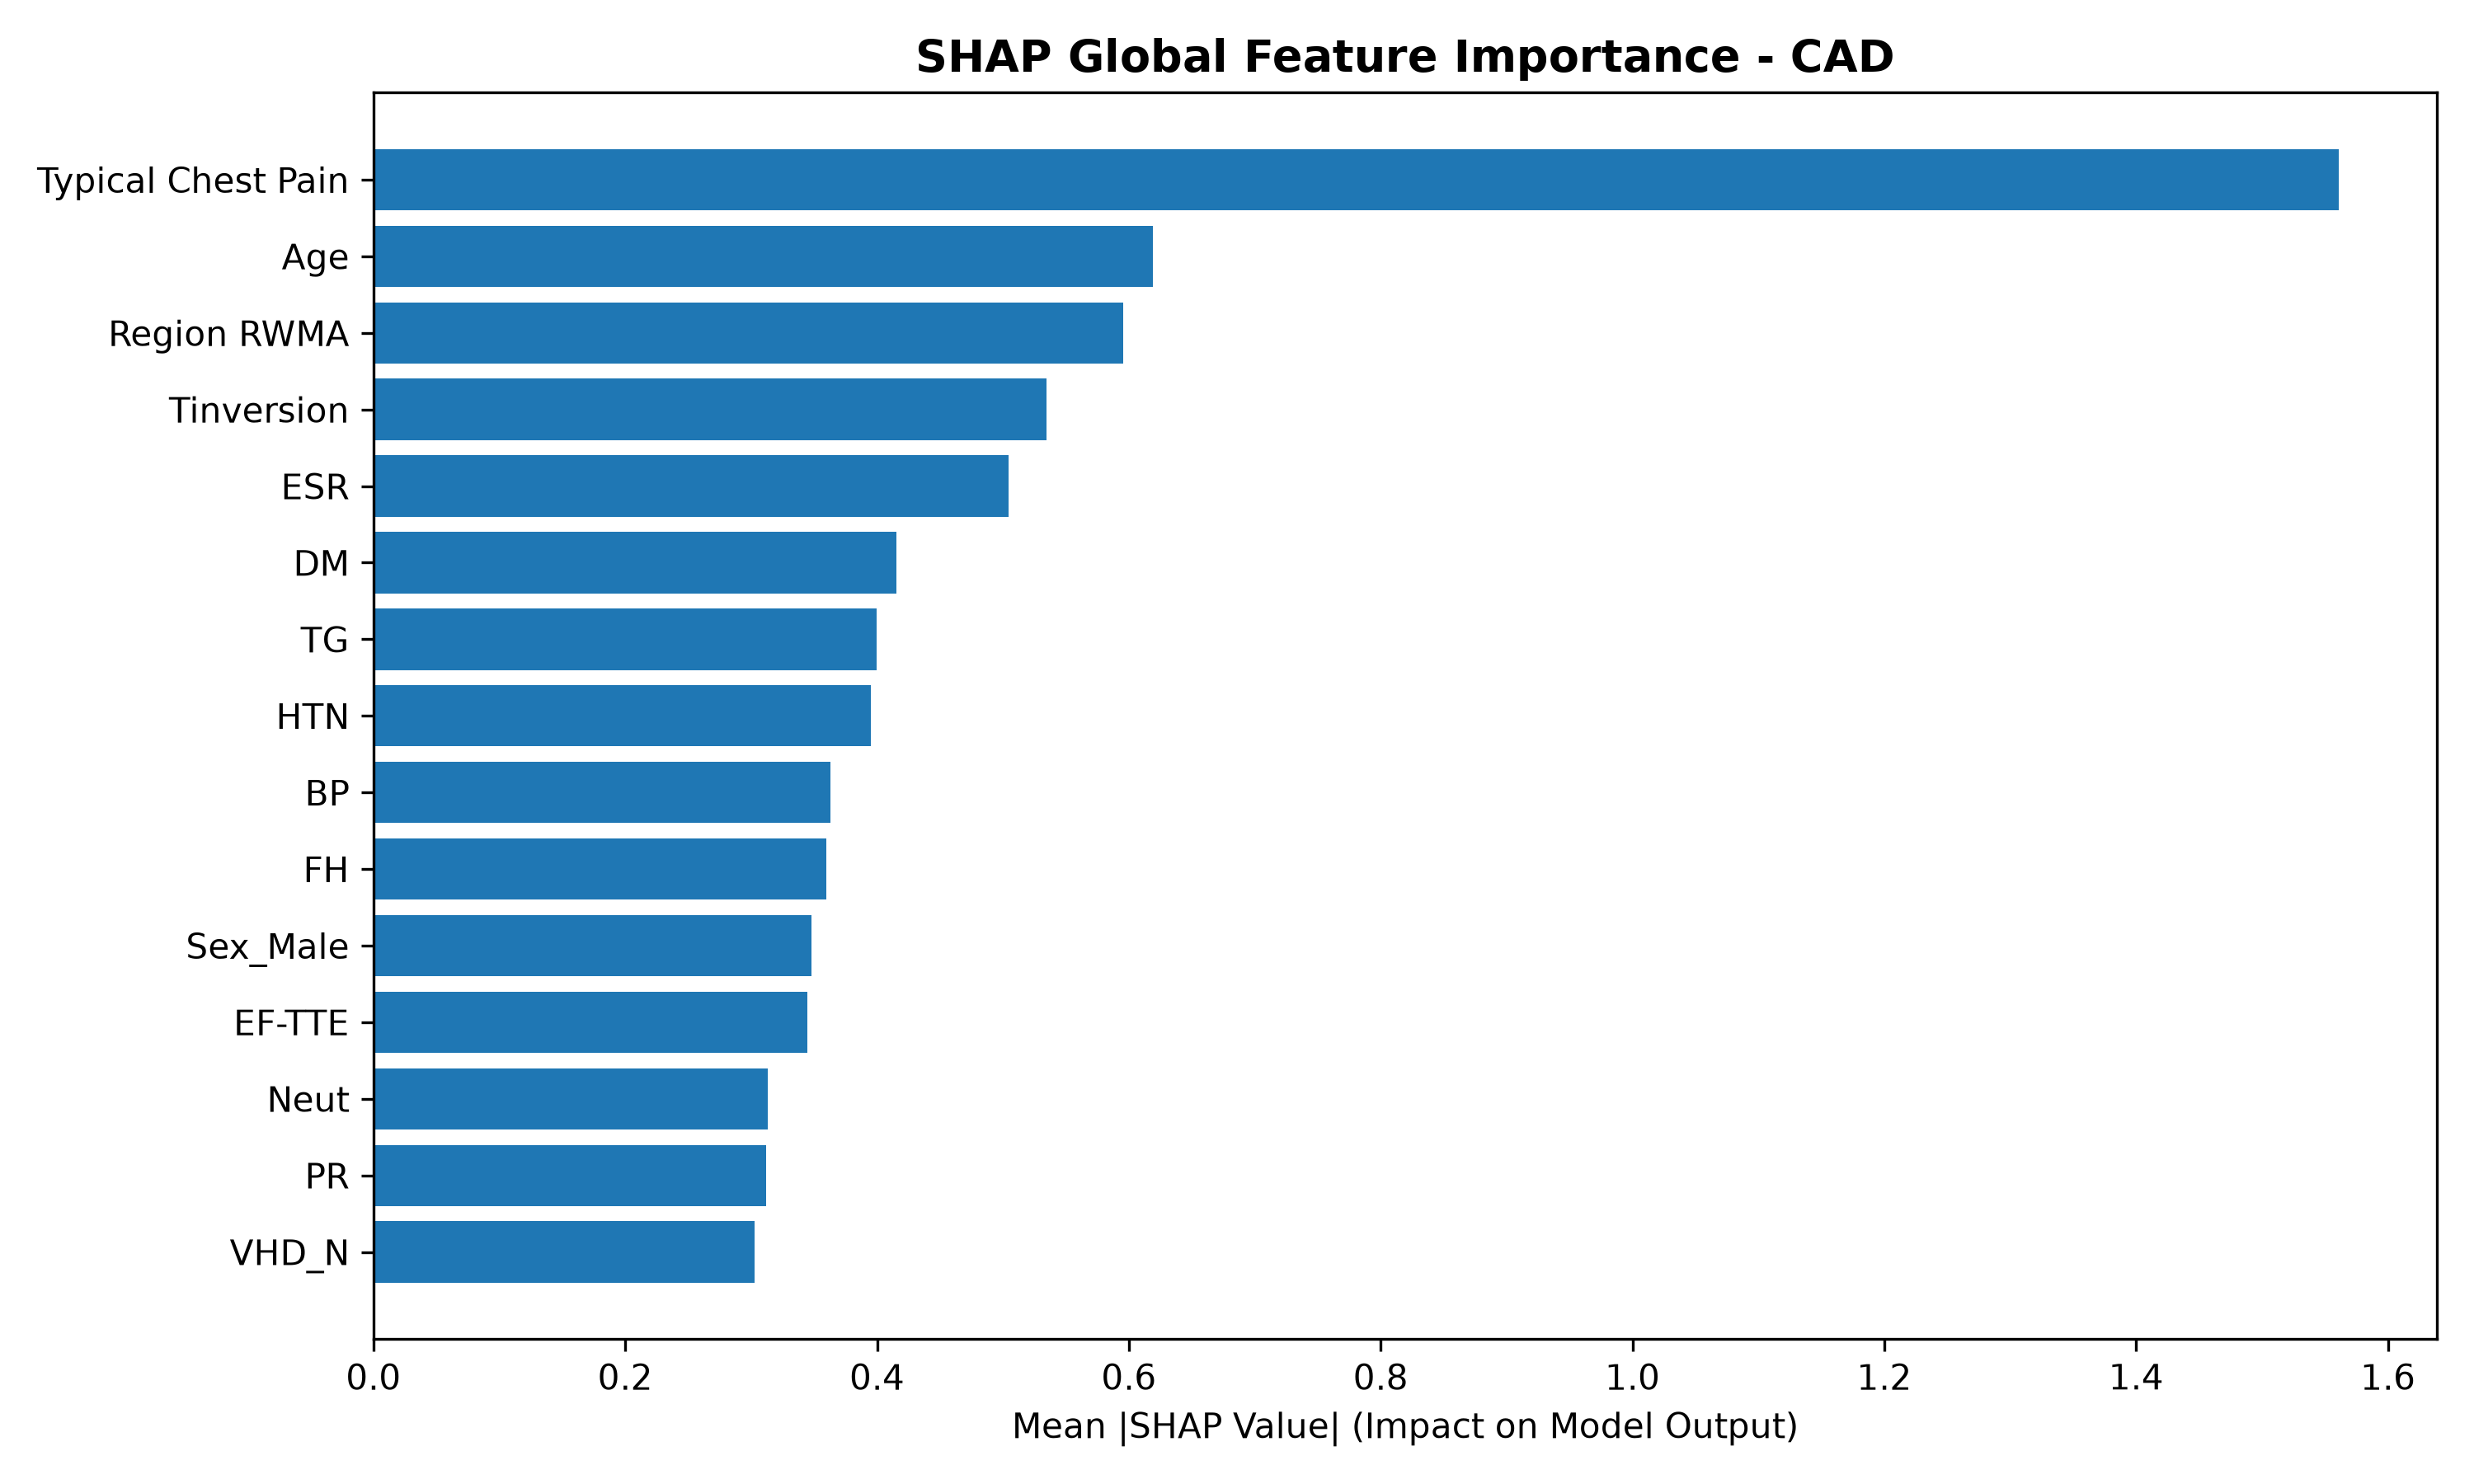 SHAP Global Feature Importance - CAD
Typical Chest Pain
Age
Region RWMA
Tinversion
ESR
DM
TG
HTN
BP
FH
Sex_Male
EF-TTE
Neut
PR
VHD_N
0.0 0.2 0.4 0.6 0.8 1.0 1.2 1.4 1.6
Mean |SHAP Value| (Impact on Model Output)